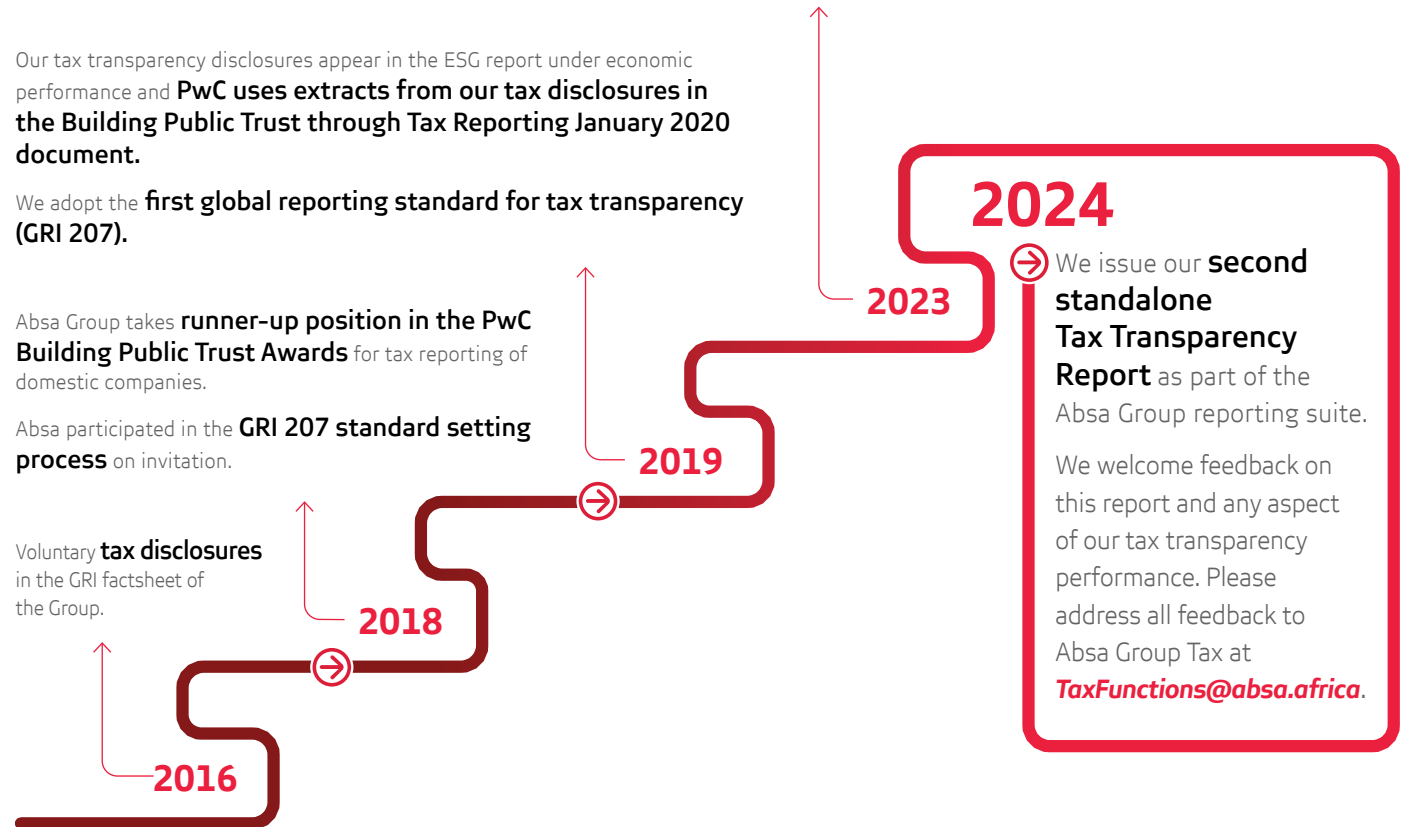 Our tax transparency disclosures appear in the ESG report under economic
performance and PwC uses extracts from our tax disclosures in
the Building Public Trust through Tax Reporting January 2020
document.
We adopt the first global reporting standard for tax transparency
(GRI 207).
2019
Absa Group takes runner-up position in the PwC
Building Public Trust Awards for tax reporting of
domestic companies.
Absa participated in the GRI 207 standard setting
process on invitation.
2018
Voluntary tax disclosures
in the GRI factsheet of
the Group.
2016
2023
2024
We issue our second
standalone
Tax Transparency
Report as part of the
Absa Group reporting suite.
We welcome feedback on
this report and any aspect
of our tax transparency
performance. Please
address all feedback to
Absa Group Tax at
TaxFunctions@absa.africa.